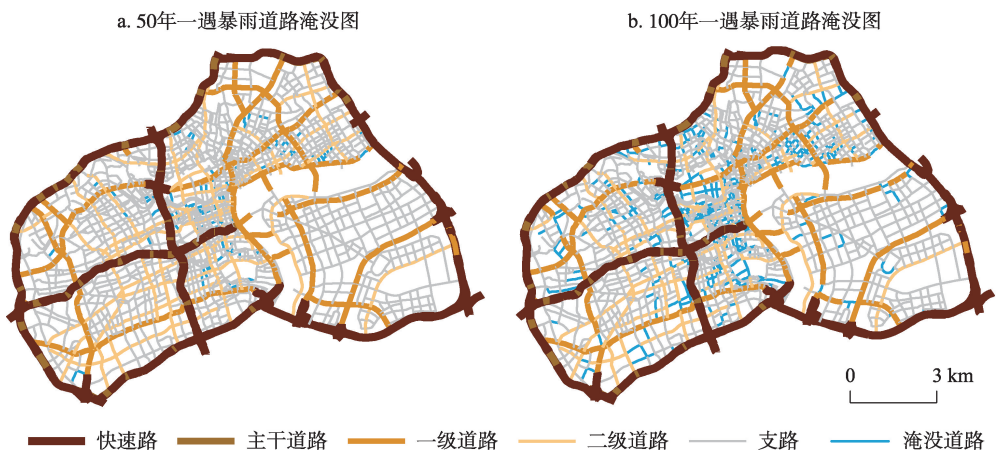 a. 50年一遇暴雨道路淹没图
b. 100年一遇暴雨道路淹没图
0 3 km
快速路 主干道路 一级道路 二级道路 支路 淹没道路